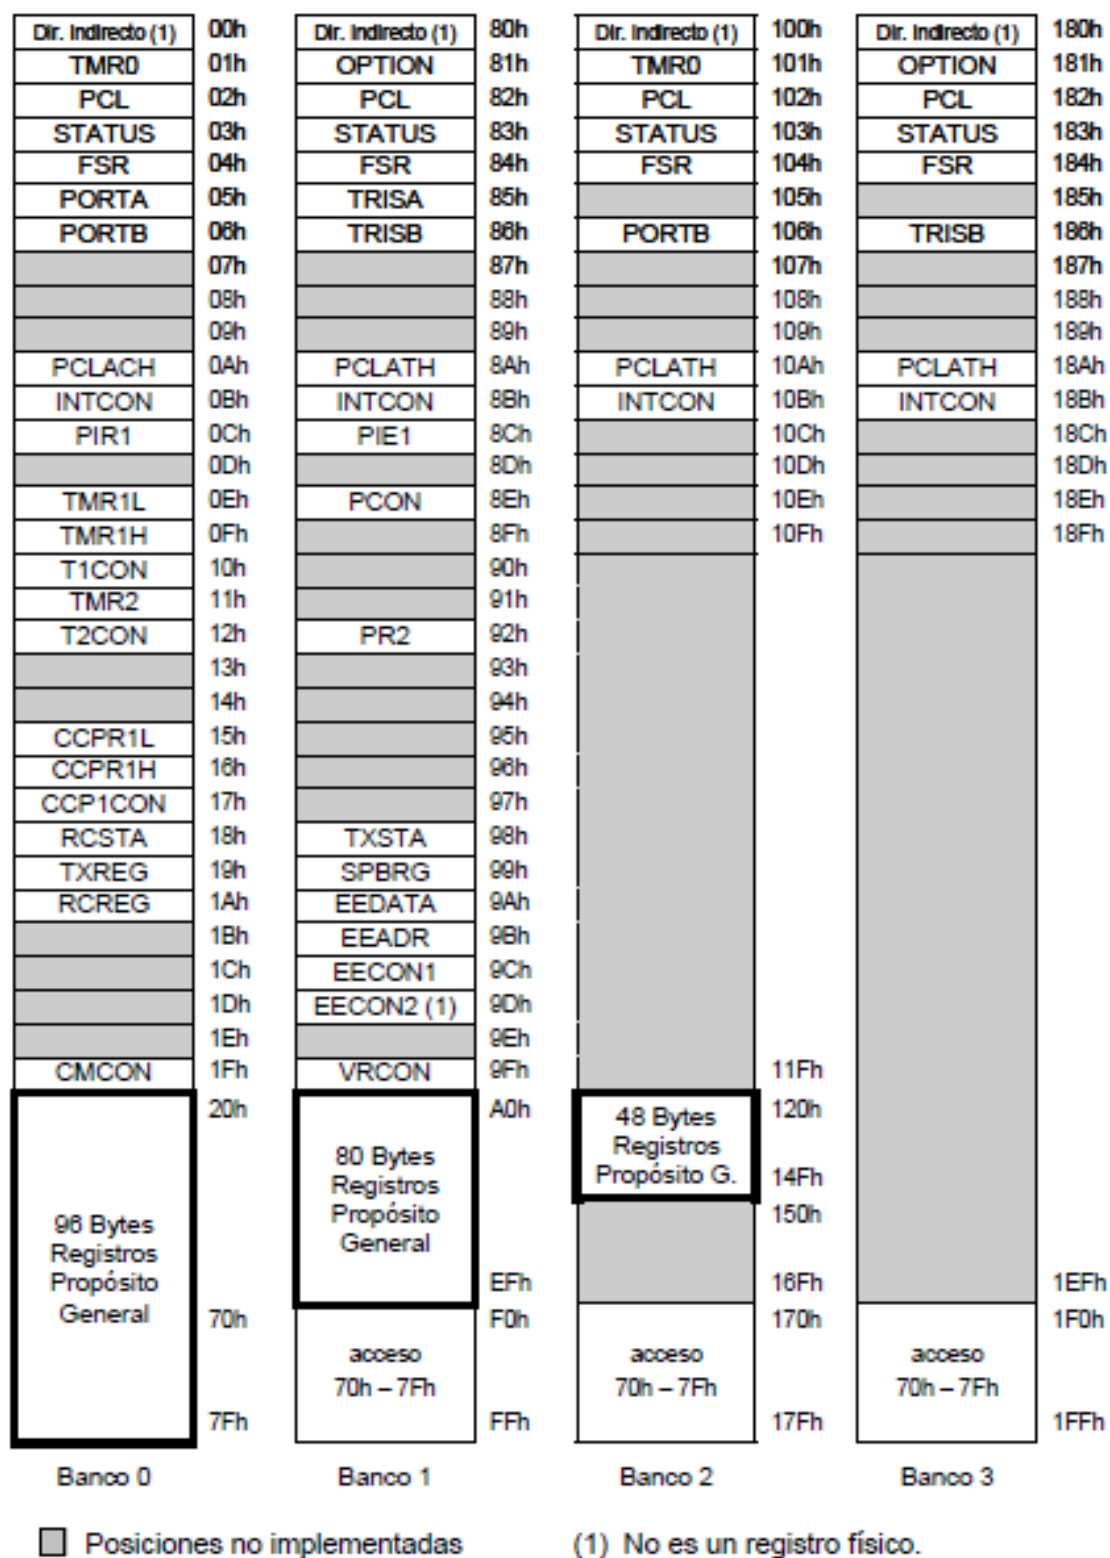 Dir. Indirecto (1) 00h Dir. Indirecto (1) 80h Dir. Indirecto (1) 100h Dir. Indirecto (1) 180h
TMR0 01h OPTION 81h TMR0 101h OPTION 181h
PCL 02h PCL 82h PCL 102h PCL 182h
STATUS 03h STATUS 83h STATUS 103h STATUS 183h
FSR 04h FSR 84h FSR 104h FSR 184h
PORTA 05h TRISA 85h 105h 185h
PORTB 06h TRISB 86h PORTB 106h TRISB 186h
07h 87h 107h 187h
08h 88h 108h 188h
09h 89h 109h 189h
PCLACH 0Ah PCLATH 8Ah PCLATH 10Ah PCLATH 18Ah
INTCON 0Bh INTCON 8Bh INTCON 10Bh INTCON 18Bh
PIR1 0Ch PIE1 8Ch 10Ch 18Ch
0Dh 8Dh 10Dh 18Dh
TMR1L 0Eh PCON 8Eh 10Eh 18Eh
TMR1H 0Fh 8Fh 10Fh 18Fh
T1CON 10h 90h
TMR2 11h 91h
T2CON 12h PR2 92h
13h 93h
14h 94h
CCPR1L 15h 95h
CCPR1H 16h 96h
CCP1CON 17h 97h
RCSTA 18h TXSTA 98h
TXREG 19h SPBRG 99h
RCREG 1Ah EEDATA 9Ah
1Bh EEADR 9Bh
1Ch EECON1 9Ch
1Dh EECON2 (1) 9Dh
1Eh 9Eh
CMCON 1Fh VRCON 9Fh 11Fh
20h A0h 120h
48 Bytes
Registros
Propósito G. 14Fh
150h
80 Bytes
Registros
Propósito
General
96 Bytes
Registros
Propósito
General
EFh 16Fh 1EFh
70h F0h 170h 1F0h
acceso acceso acceso
70h – 7Fh 70h – 7Fh 70h – 7Fh
7Fh FFh 17Fh 1FFh
Banco 0 Banco 1 Banco 2 Banco 3
Posiciones no implementadas (1) No es un registro físico.